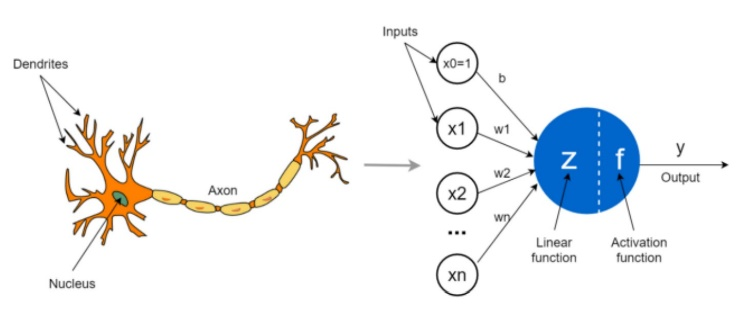 Dendrites
Axon
Nucleus
Inputs
x0=1
x1
x2
...
xn
b
w1
w2
wn
z
f
y
Output
Linear
function
Activation
function